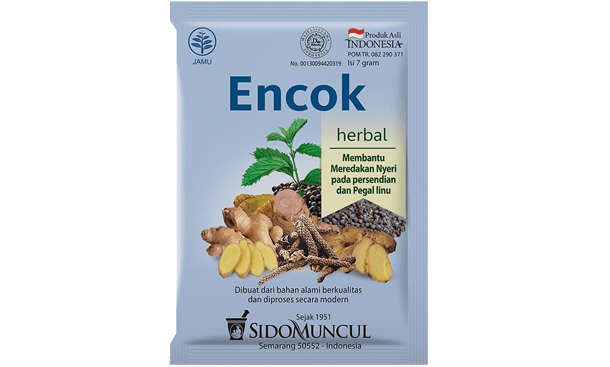 JAMU
No. 00130094420319
Produk Asli
INDONESIA
POM TR. 082 290 371
Isi 7 gram
Encok
herbal
Membantu
Meredakan Nyeri
pada persendian
dan Pegal linu
Dibuat dari bahan alami berkualitas
dan diproses secara modern
Sejak 1951
SIDOMUNCUL
Semarang 50552 - Indonesia